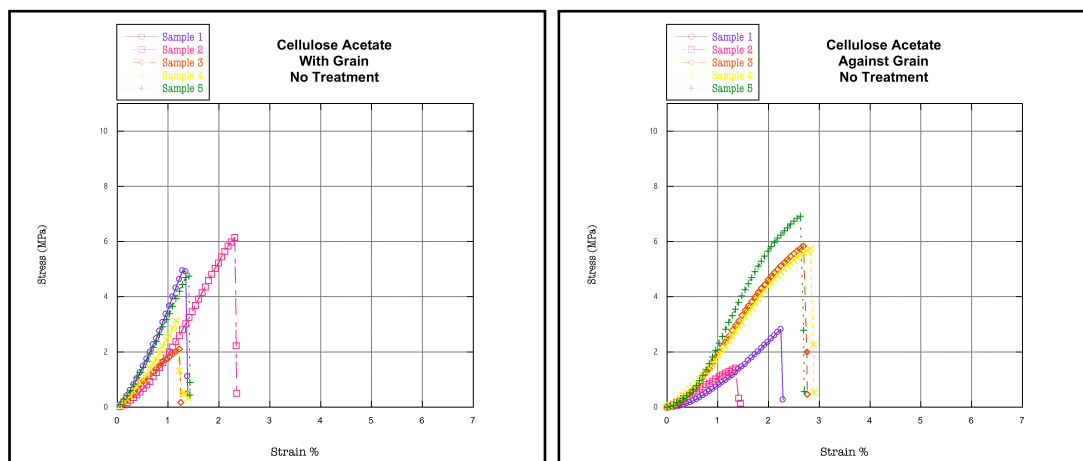 Sample 1
Sample 2
Sample 3
Sample 4
Sample 5
Cellulose Acetate
With Grain
No Treatment
10
8
6
4
2
0
0 1 2 3 4 5 6 7
Stress (MPa)
Strain %
Sample 1
Sample 2
Sample 3
Sample 4
Sample 5
Cellulose Acetate
Against Grain
No Treatment
10
8
6
4
2
0
0 1 2 3 4 5 6 7
Stress (MPa)
Strain %